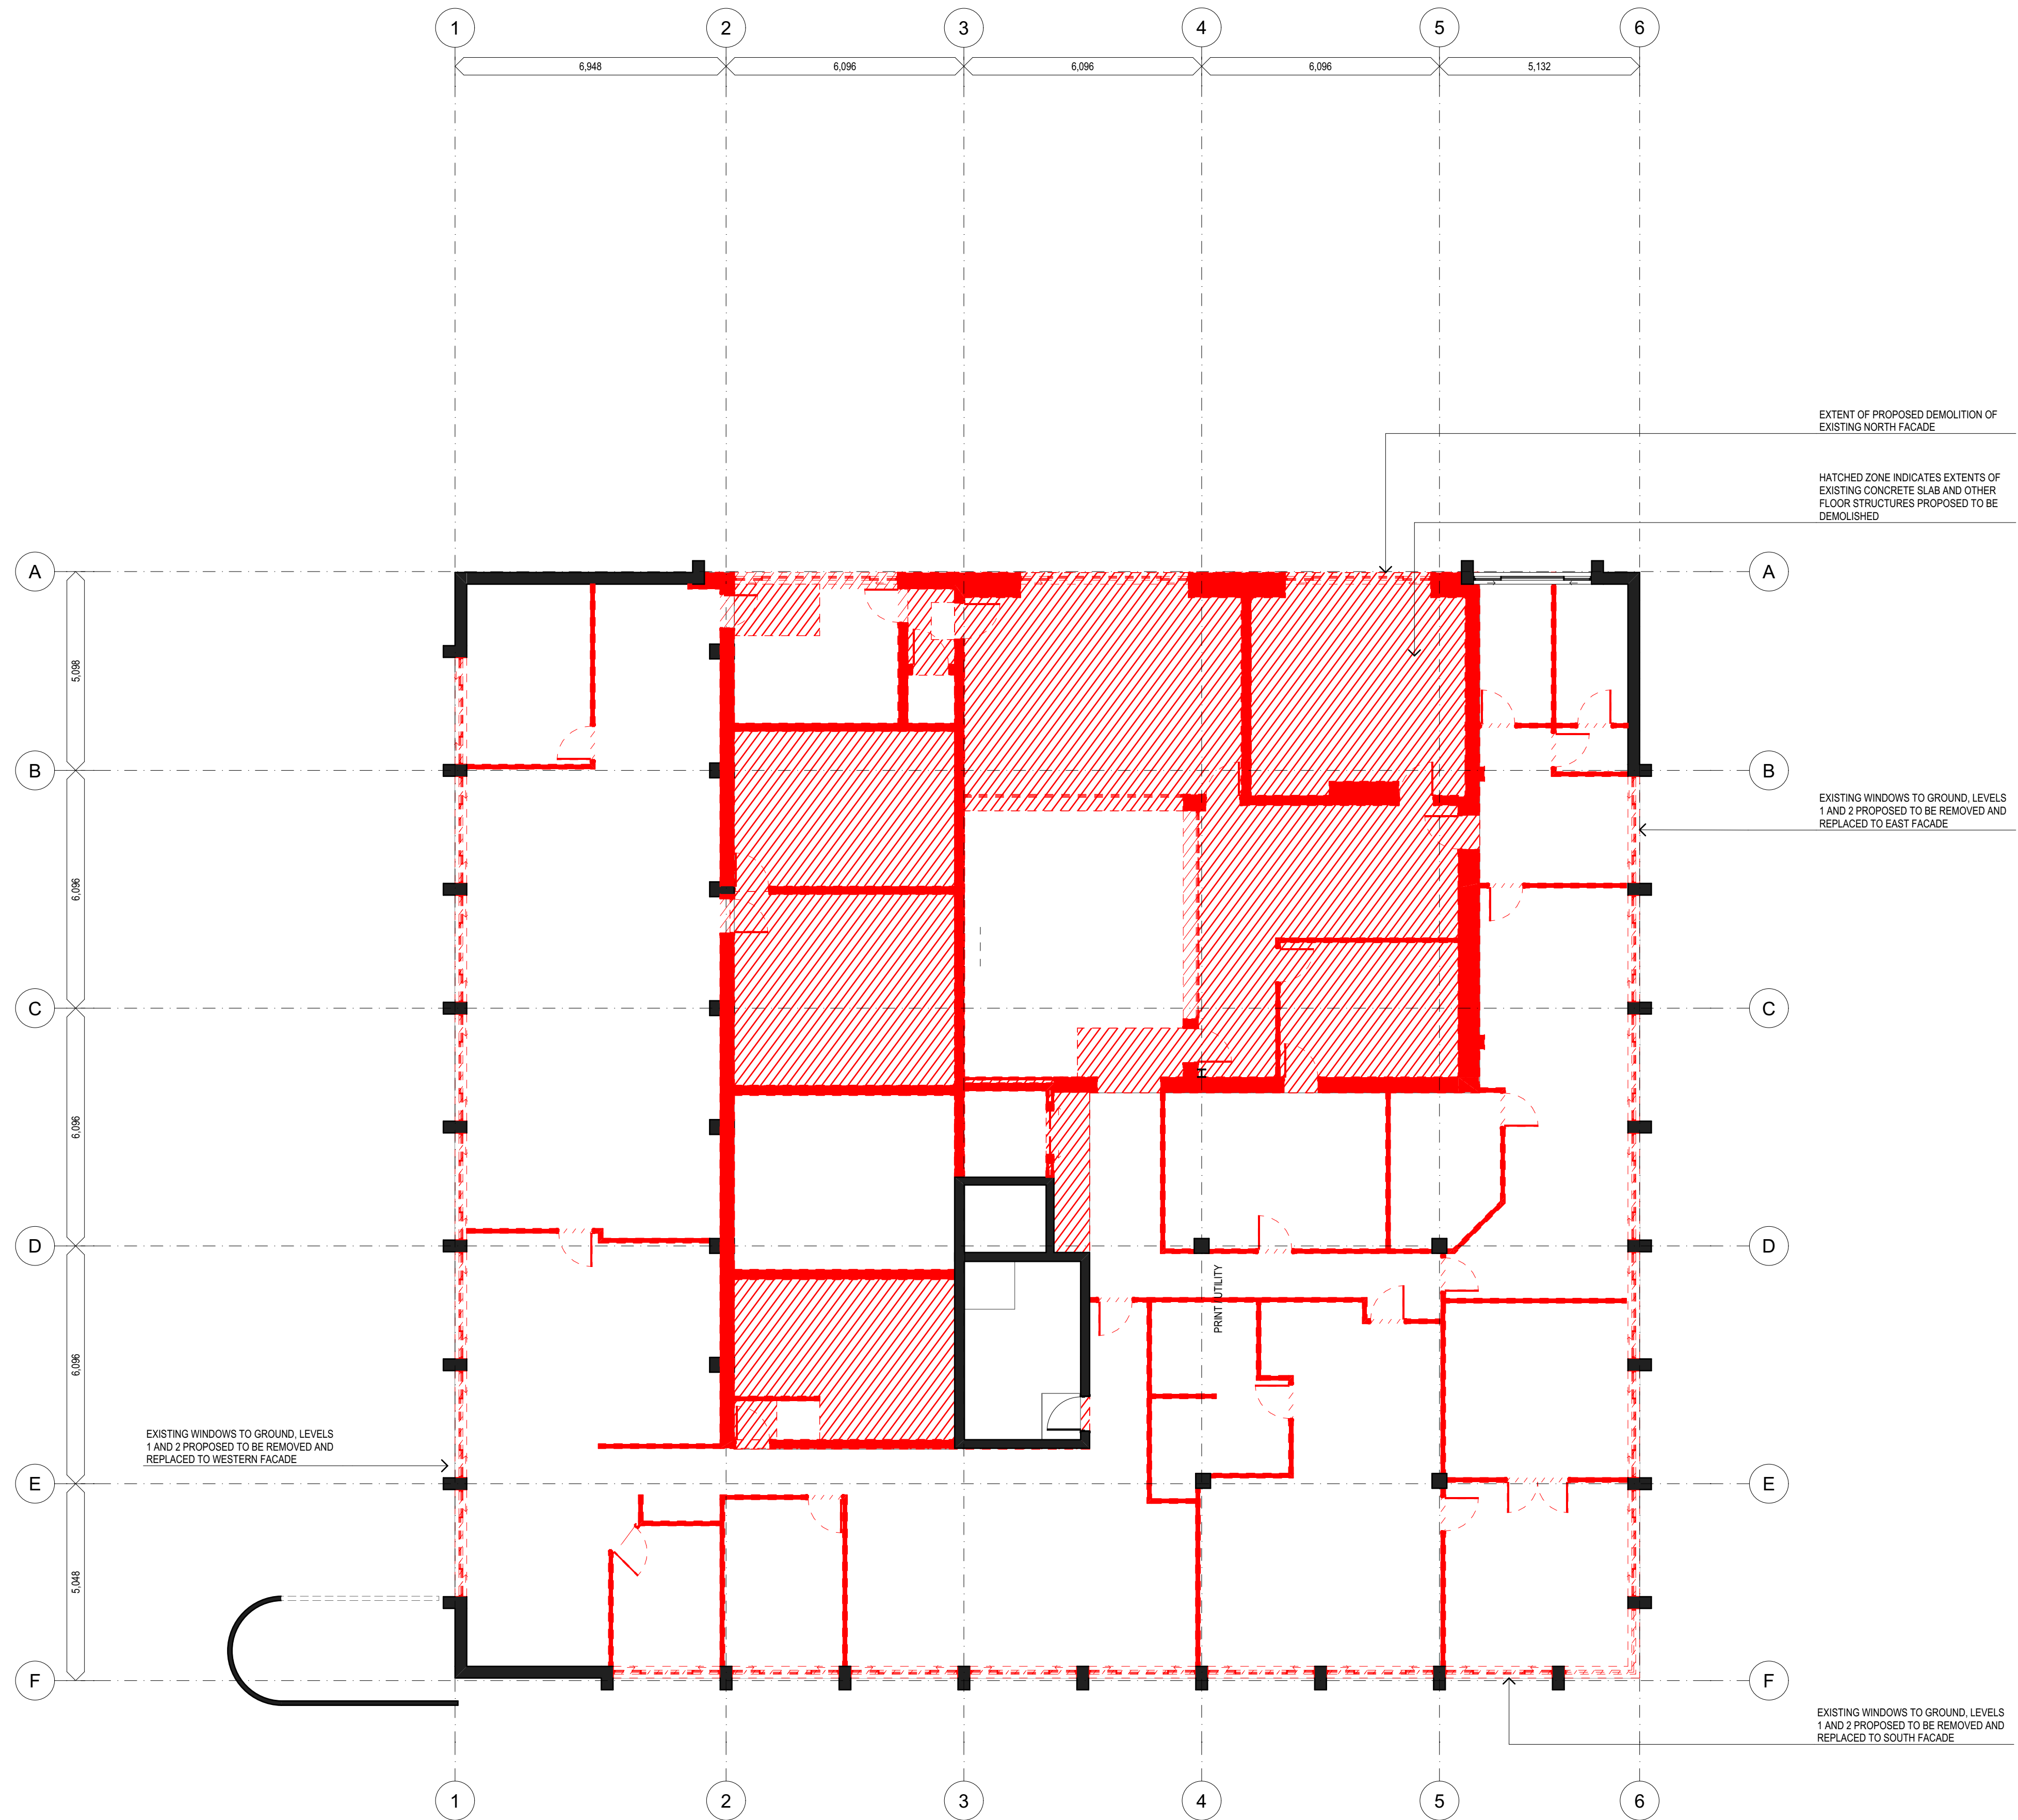 1 2 3 4 5 6
6,948 6,096 6,096 6,096 5,132
EXTENT OF PROPOSED DEMOLITION OF
EXISTING NORTH FACADE
HATCHED ZONE INDICATES EXTENTS OF
EXISTING CONCRETE SLAB AND OTHER
FLOOR STRUCTURES PROPOSED TO BE
DEMOLISHED
A A
5,098
B B
EXISTING WINDOWS TO GROUND, LEVELS
1 AND 2 PROPOSED TO BE REMOVED AND
REPLACED TO EAST FACADE
6,096
C C
6,096
D D
PRINT UTILITY
6,096
EXISTING WINDOWS TO GROUND, LEVELS
1 AND 2 PROPOSED TO BE REMOVED AND
REPLACED TO WESTERN FACADE
E E
5,048
F F
EXISTING WINDOWS TO GROUND, LEVELS
1 AND 2 PROPOSED TO BE REMOVED AND
REPLACED TO SOUTH FACADE
1 2 3 4 5 6